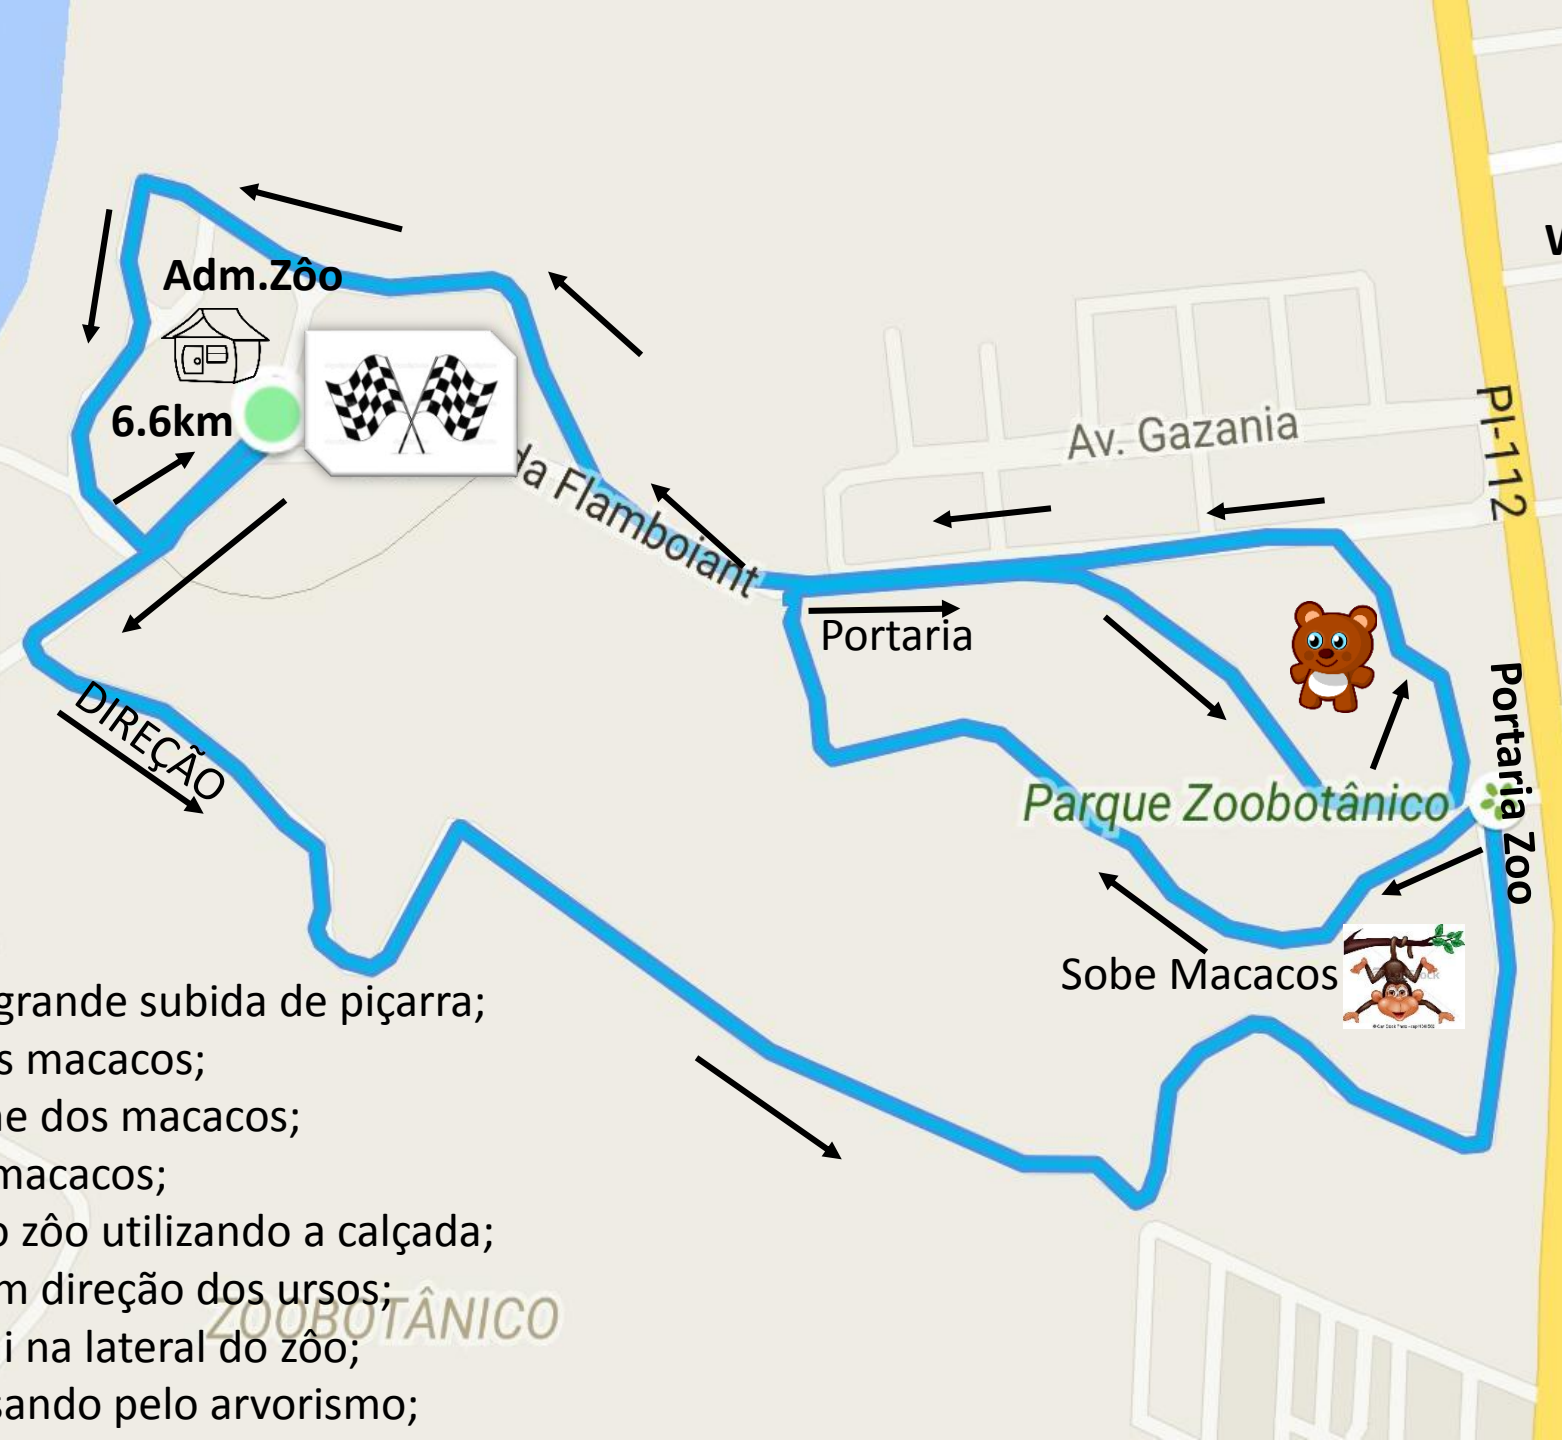 Adm.Zôo
6.6km
da Flamboiant
Av. Gazania
PI-112
Portaria
DIREÇÃO
Parque Zoobotânico
Portaria Zoo
Sobe Macacos
grande subida de piçarra;
s macacos;
e dos macacos;
macacos;
o zôo utilizando a calçada;
m direção dos ursos;
ZOOBOTÂNICO
i na lateral do zôo;
sando pelo arvorismo;